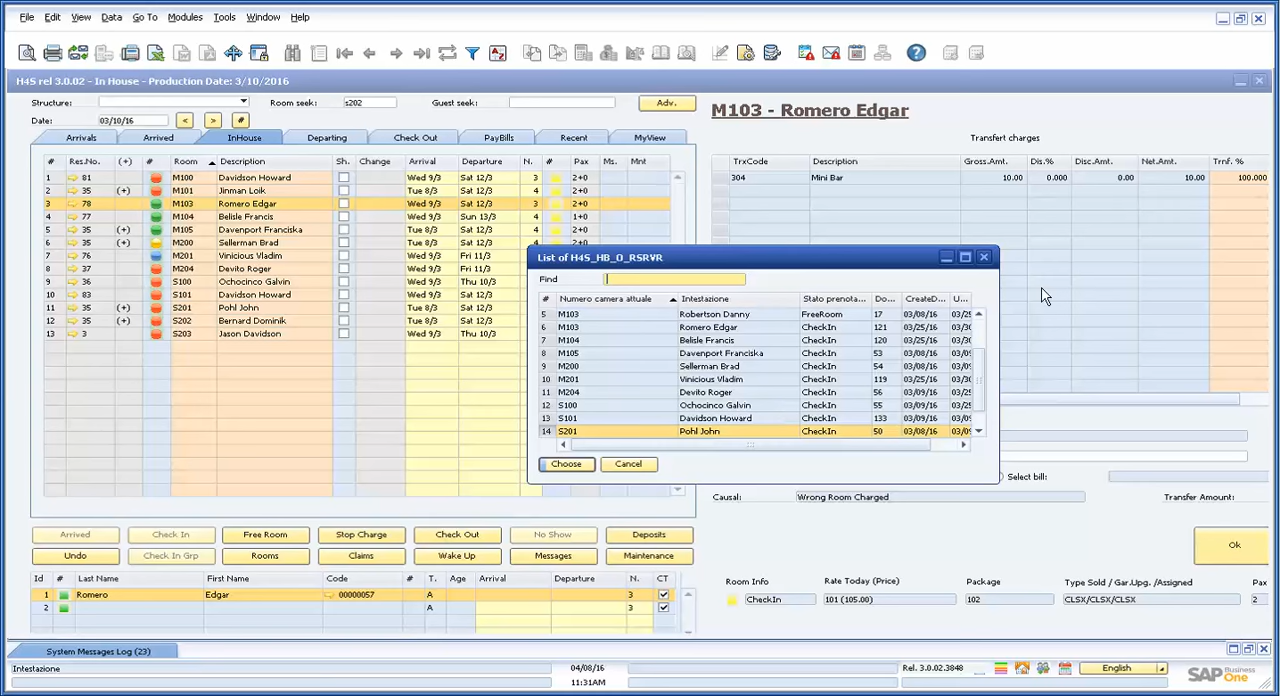 File Edit View Data Go To Modules Tools Window Help
H4S rel 3.0.02 - In House - Production Date: 3/10/2016
Structure: Room seek: s202 Guest seek: Adv.
Date: 03/10/16 < > #
Arrivals Arrived InHouse Departing Check Out PayBills Recent MyView
# Res.No. (+) # Room Description Sh. Change Arrival Departure N. # Pax Ms. Mnt
1 81 M100 Davidson Howard Wed 9/3 Sat 12/3 3 2+0
2 35 (+) M101 Jinman Loik Tue 8/3 Sat 12/3 4 2+0
3 78 M103 Romero Edgar Wed 9/3 Sat 12/3 3 2+0
4 77 M104 Belisle Francis Wed 9/3 Sun 13/3 4 1+0
5 35 (+) M105 Davenport Franciska Tue 8/3 Sat 12/3 4 2+0
6 35 (+) M200 Sellerman Brad Tue 8/3 Sat 12/3 4 2+0
7 76 M201 Vinicious Vladim Wed 9/3 Fri 11/3
8 37 M204 Devito Roger Tue 8/3 Fri 11/3
9 36 S100 Ochocinco Galvin Tue 8/3 Thu 10/3
10 83 S101 Davidson Howard Wed 9/3 Sat 12/3
11 35 (+) S201 Pohl John Tue 8/3 Sat 12/3
12 35 (+) S202 Bernard Dominik Tue 8/3 Sat 12/3
13 3 S203 Jason Davidson Wed 9/3 Thu 10/3
M103 - Romero Edgar
Transfert charges
TrxCode Description Gross.Amt. Dis.% Disc.Amt. Net.Amt. Trnf. %
304 Mini Bar 10.00 0.000 0.00 10.00 100.000
List of H4S_HB_O_RSRVR
Find
# Numero camera attuale Intestazione Stato prenota... Do... CreateD... U...
5 M103 Robertson Danny FreeRoom 17 03/08/16 03/25
6 M103 Romero Edgar CheckIn 121 03/25/16 03/30
7 M104 Belisle Francis CheckIn 120 03/25/16 03/30
8 M105 Davenport Franciska CheckIn 53 03/08/16 03/09
9 M200 Sellerman Brad CheckIn 54 03/08/16 03/09
10 M201 Vinicious Vladim CheckIn 119 03/25/16 03/30
11 M204 Devito Roger CheckIn 56 03/08/16
12 S100 Ochocinco Galvin CheckIn 55 03/08/16 03/25
13 S101 Davidson Howard CheckIn 133 03/09
14 S201 Pohl John CheckIn 50 03/08/16 03/09
Choose Cancel
Select bill:
Causal: Wrong Room Charged Transfer Amount:
Arrived Check In Free Room Stop Charge Check Out No Show Deposits
Undo Check In Grp Rooms Claims Wake Up Messages Maintenance
Ok
Id # Last Name First Name Code # T. Age Arrival Departure N. CT
1 Romero Edgar 00000057 A 3
2 A 3
Room Info Rate Today (Price) Package Type Sold / Gar.Upg. /Assigned Pax
CheckIn 101 (105.00) 102 CLSX/CLSX/CLSX 2
System Messages Log (23)
Intestazione 04/08/16 Rel. 3.0.02.3848 English
11:31AM
SAP Business One